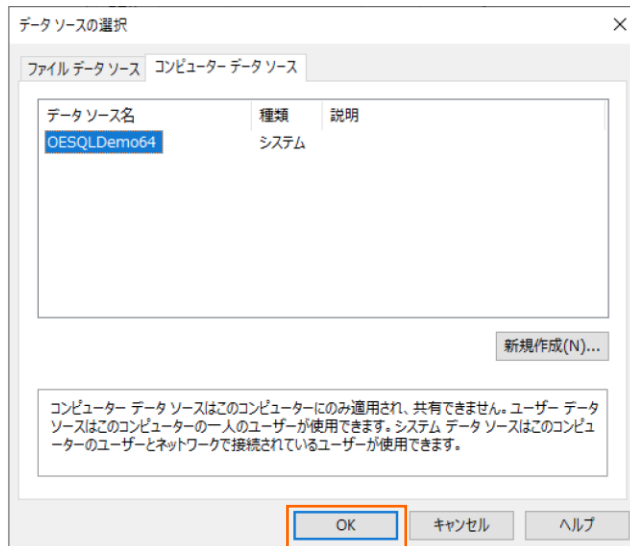 データ ソースの選択
ファイル データ ソース コンピューター データ ソース
データ ソース名 種類 説明
OESQLDemo64 システム
新規作成(N)...
コンピューター データ ソースはこのコンピューターにのみ適用され、共有できません。ユーザー データ
ソースはこのコンピューターの一人のユーザーが使用できます。システム データ ソースはこのコンピュ
ーターのユーザーとネットワークで接続されているユーザーが使用できます。
OK キャンセル ヘルプ